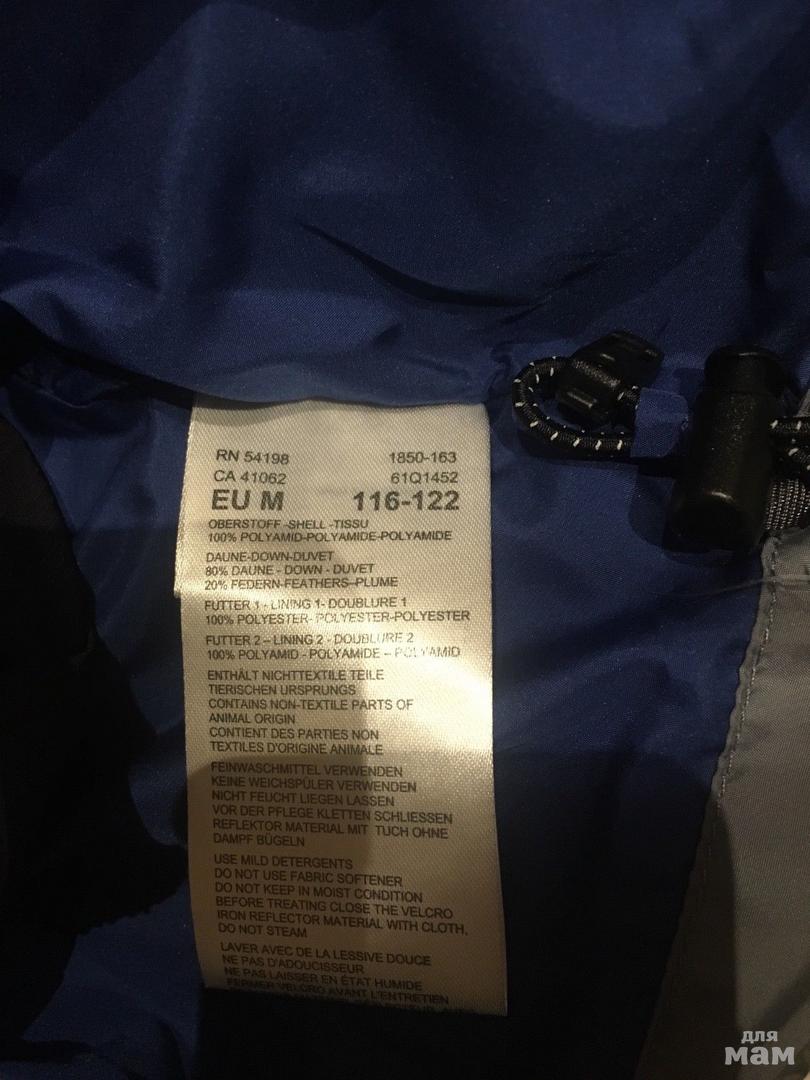 RN 54198 1850-163
CA 41062 61Q1452
EU M 116-122
OBERSTOFF -SHELL -TISSU
100% POLYAMID-POLYAMIDE-POLYAMIDE
DAUNE-DOWN-DUVET
80% DAUNE - DOWN - DUVET
20% FEDERN-FEATHERS-PLUME
FUTTER 1 - LINING 1- DOUBLURE 1
100% POLYESTER- POLYESTER-POLYESTER
FUTTER 2 – LINING 2 - DOUBLURE 2
100% POLYAMID - POLYAMIDE – POLYAMID
ENTHÄLT NICHTTEXTILE TEILE
TIERISCHEN URSPRUNGS
CONTAINS NON-TEXTILE PARTS OF
ANIMAL ORIGIN
CONTIENT DES PARTIES NON
TEXTILES D'ORIGINE ANIMALE
FEINWASCHMITTEL VERWENDEN
KEINE WEICHSPÜLER VERWENDEN
NICHT FEUCHT LIEGEN LASSEN
VOR DER PFLEGE KLETTEN SCHLIESSEN
REFLEKTOR MATERIAL MIT TUCH OHNE
DAMPF BÜGELN
USE MILD DETERGENTS
DO NOT USE FABRIC SOFTENER
DO NOT KEEP IN MOIST CONDITION
BEFORE TREATING CLOSE THE VELCRO
IRON REFLECTOR MATERIAL WITH CLOTH,
DO NOT STEAM
LAVER AVEC DE LA LESSIVE DOUCE
NE PAS D'ADOUCISSEUR
NE PAS LAISSER EN ÉTAT HUMIDE
FERMER VELCRO AVANT L'ENTRETIEN
для
мам